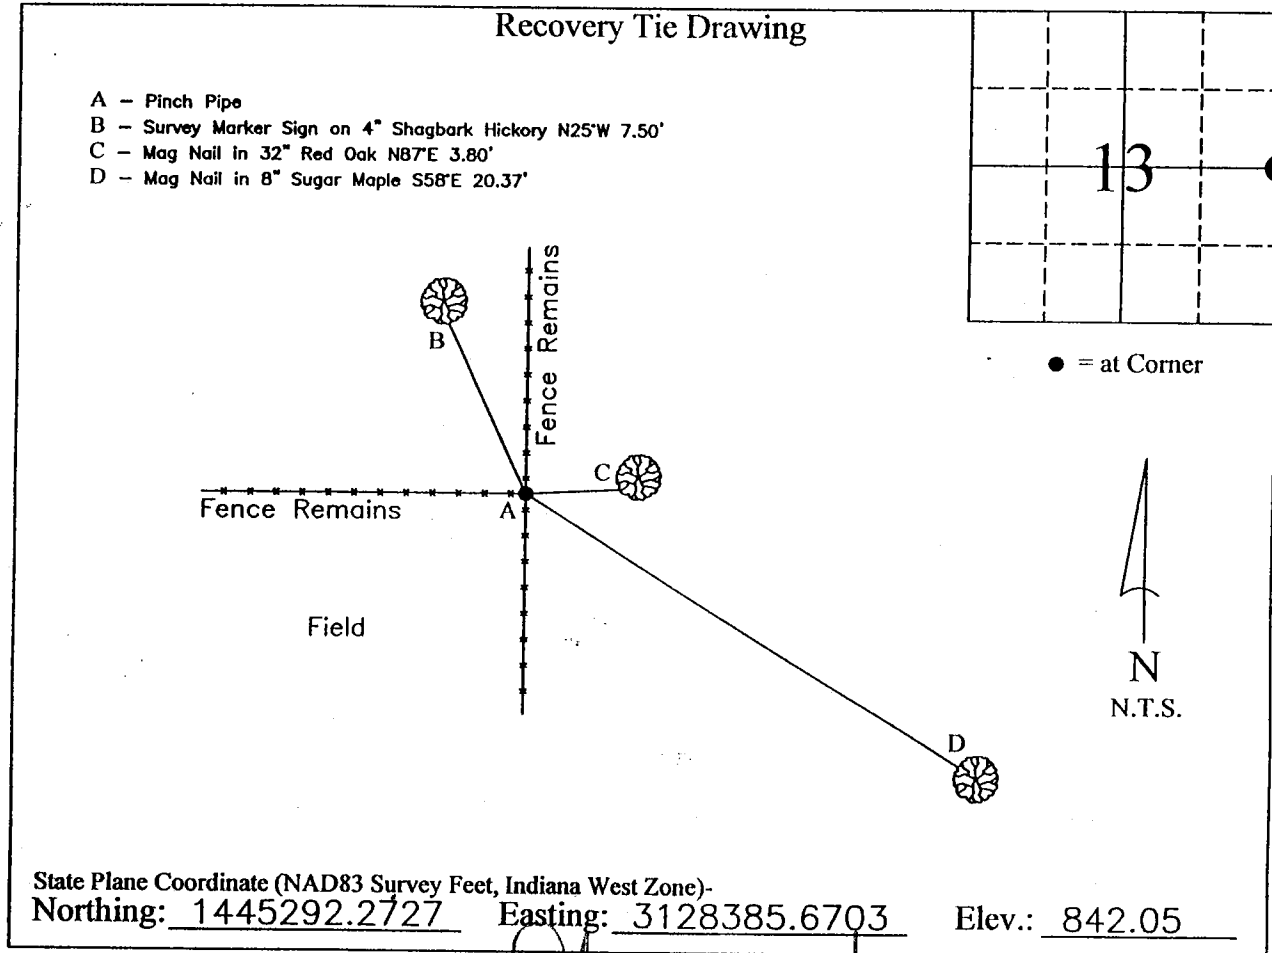 Recovery Tie Drawing
A – Pinch Pipe
B – Survey Marker Sign on 4" Shagbark Hickory N25°W 7.50'
C – Mag Nail in 32" Red Oak N87°E 3.80'
D – Mag Nail in 8" Sugar Maple S58°E 20.37'
13
● = at Corner
Fence Remains
B
C
A
Fence Remains
Field
D
N
N.T.S.
State Plane Coordinate (NAD83 Survey Feet, Indiana West Zone)-
Northing: 1445292.2727 Easting: 3128385.6703 Elev.: 842.05